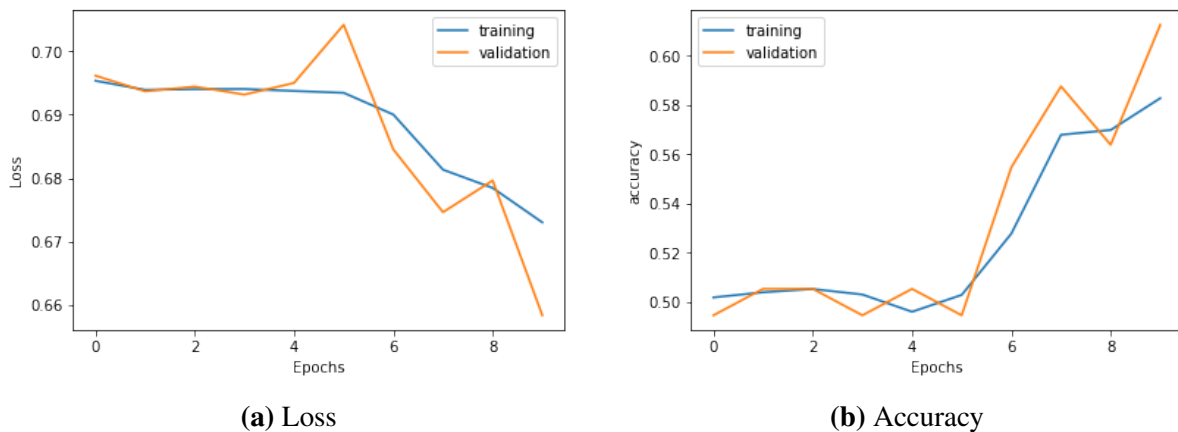 training
validation
0.70
0.69
0.68
0.67
0.66
Loss
0
2
4
6
8
Epochs
(a) Loss
training
validation
0.60
0.58
0.56
0.54
0.52
0.50
accuracy
0
2
4
6
8
Epochs
(b) Accuracy